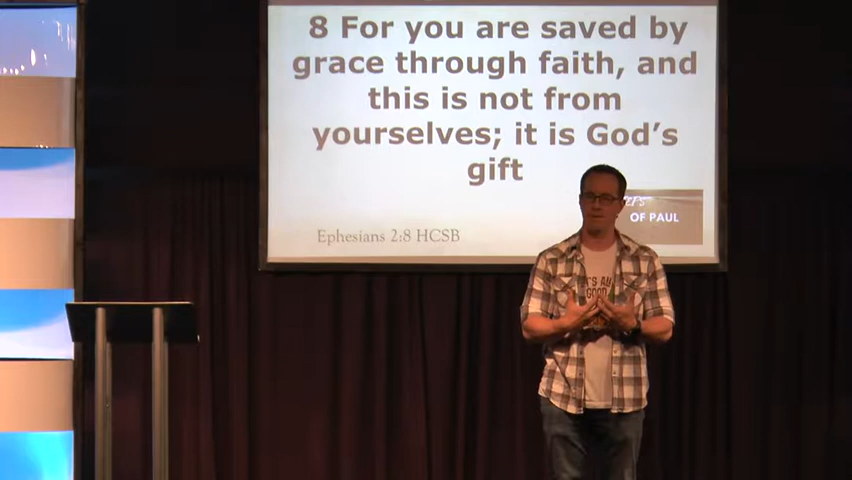 8 For you are saved by
grace through faith, and
this is not from
yourselves; it is God's
gift
OF PAUL
Ephesians 2:8 HCSB
GOOD